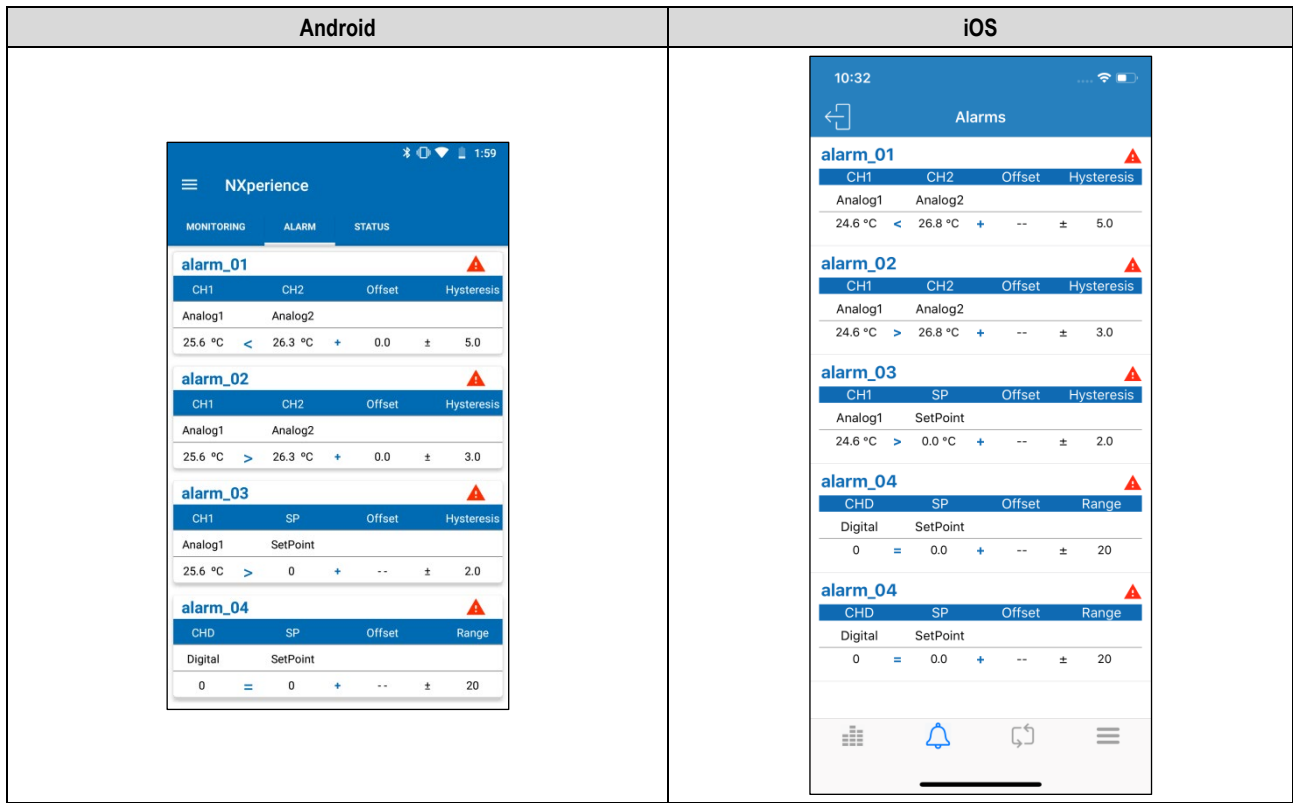 Android
iOS
1:59
NXperience
MONITORING ALARM STATUS
alarm_01
CH1 CH2 Offset Hysteresis
Analog1 Analog2
25.6 ºC < 26.3 ºC + 0.0 ± 5.0
alarm_02
CH1 CH2 Offset Hysteresis
Analog1 Analog2
25.6 ºC > 26.3 ºC + 0.0 ± 3.0
alarm_03
CH1 SP Offset Hysteresis
Analog1 SetPoint
25.6 ºC > 0 + -- ± 2.0
alarm_04
CHD SP Offset Range
Digital SetPoint
0 = 0 + -- ± 20
10:32
Alarms
alarm_01
CH1 CH2 Offset Hysteresis
Analog1 Analog2
24.6 °C < 26.8 °C + -- ± 5.0
alarm_02
CH1 CH2 Offset Hysteresis
Analog1 Analog2
24.6 °C > 26.8 °C + -- ± 3.0
alarm_03
CH1 SP Offset Hysteresis
Analog1 SetPoint
24.6 °C > 0.0 °C + -- ± 2.0
alarm_04
CHD SP Offset Range
Digital SetPoint
0 = 0.0 + -- ± 20
alarm_04
CHD SP Offset Range
Digital SetPoint
0 = 0.0 + -- ± 20